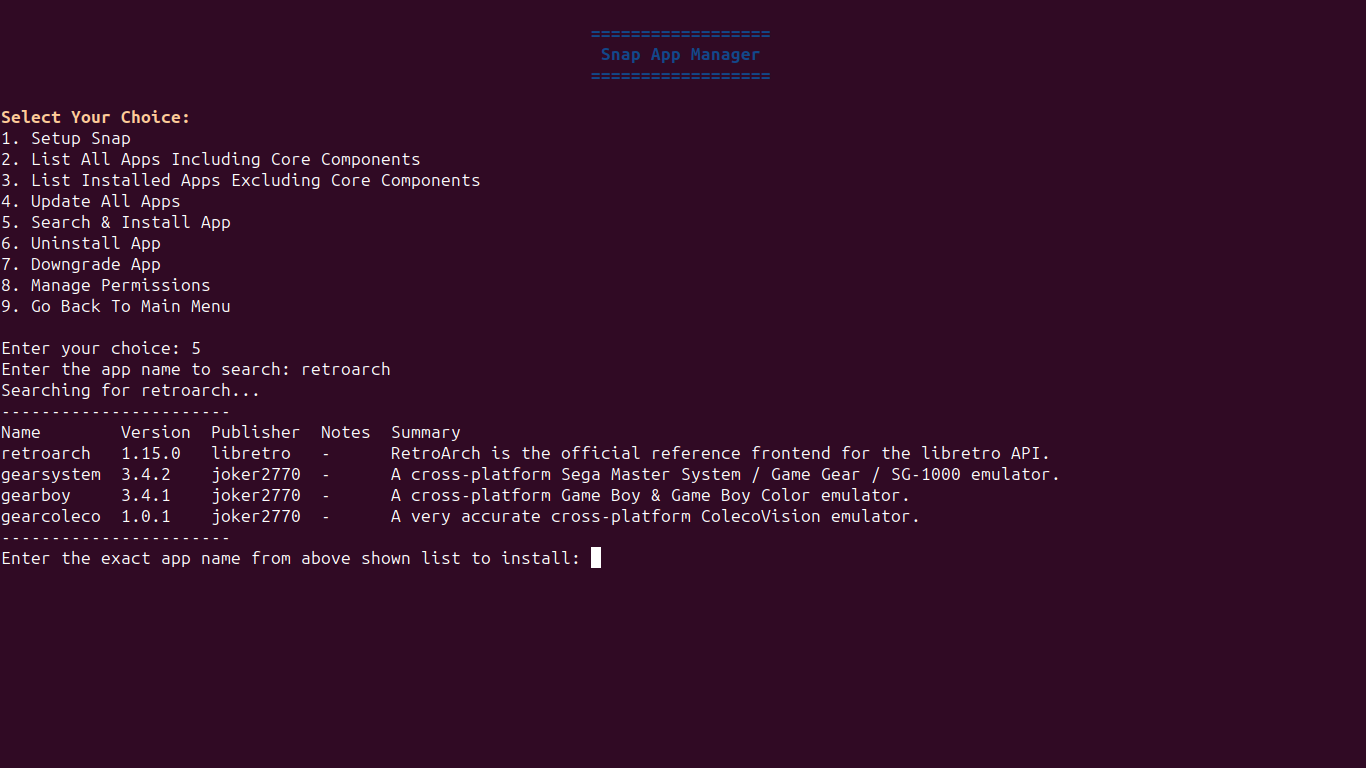 ==================
Snap App Manager
==================
Select Your Choice:
1. Setup Snap
2. List All Apps Including Core Components
3. List Installed Apps Excluding Core Components
4. Update All Apps
5. Search & Install App
6. Uninstall App
7. Downgrade App
8. Manage Permissions
9. Go Back To Main Menu
Enter your choice: 5
Enter the app name to search: retroarch
Searching for retroarch...
-----------------------
Name        Version  Publisher  Notes  Summary
retroarch   1.15.0   libretro   -      RetroArch is the official reference frontend for the libretro API.
gearsystem  3.4.2    joker2770  -      A cross-platform Sega Master System / Game Gear / SG-1000 emulator.
gearboy     3.4.1    joker2770  -      A cross-platform Game Boy & Game Boy Color emulator.
gearcoleco  1.0.1    joker2770  -      A very accurate cross-platform ColecoVision emulator.
-----------------------
Enter the exact app name from above shown list to install: